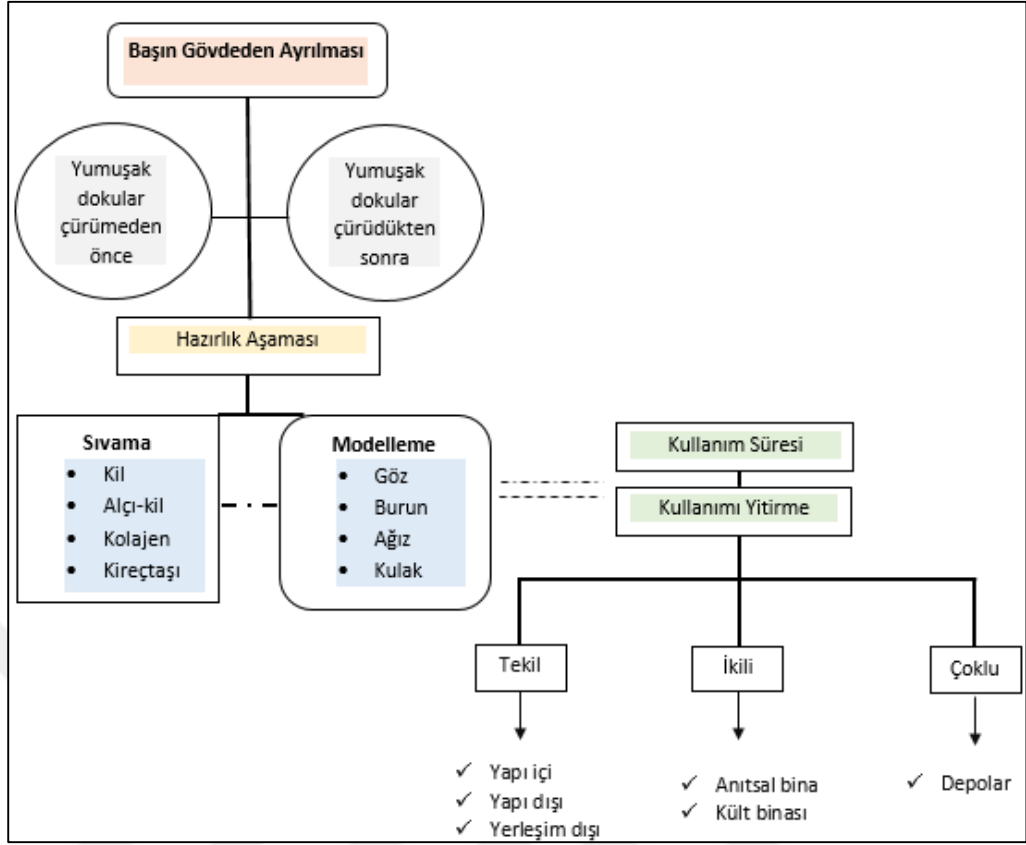 Başın Gövdeden Ayrılması
Yumuşak
dokular
çürümeden
önce
Yumuşak
dokular
çürüdükten
sonra
Hazırlık Aşaması
Sıvama
• Kil
• Alçı-kil
• Kolajen
• Kireçtaşı
Modelleme
• Göz
• Burun
• Ağız
• Kulak
Kullanım Süresi
Kullanımı Yitirme
Tekil
✓ Yapı içi
✓ Yapı dışı
✓ Yerleşim dışı
İkili
✓ Anıtsal bina
✓ Kült binası
Çoklu
✓ Depolar